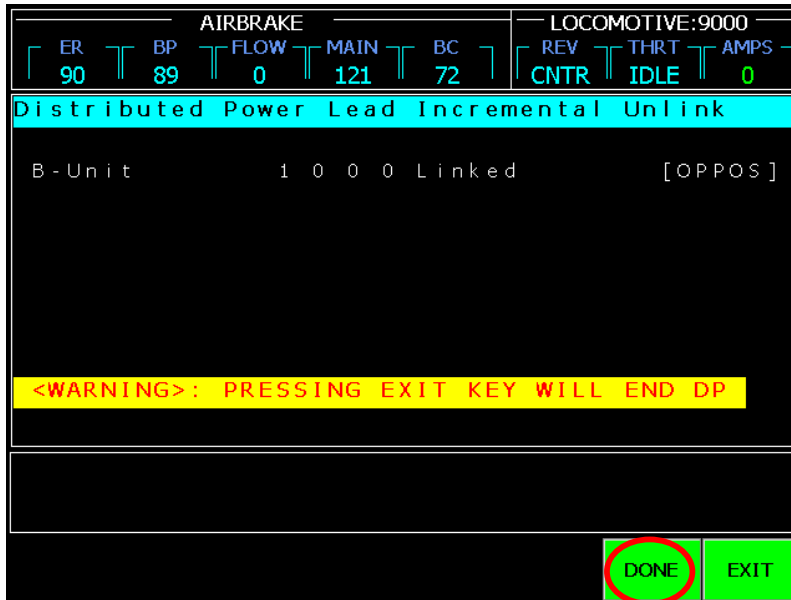 AIRBRAKE LOCOMOTIVE:9000
ER BP FLOW MAIN BC REV THRT AMPS
90 89 0 121 72 CNTR IDLE 0
Distributed Power Lead Incremental Unlink
B-Unit 1 0 0 0 Linked [OPPOS]
<WARNING>: PRESSING EXIT KEY WILL END DP
DONE EXIT